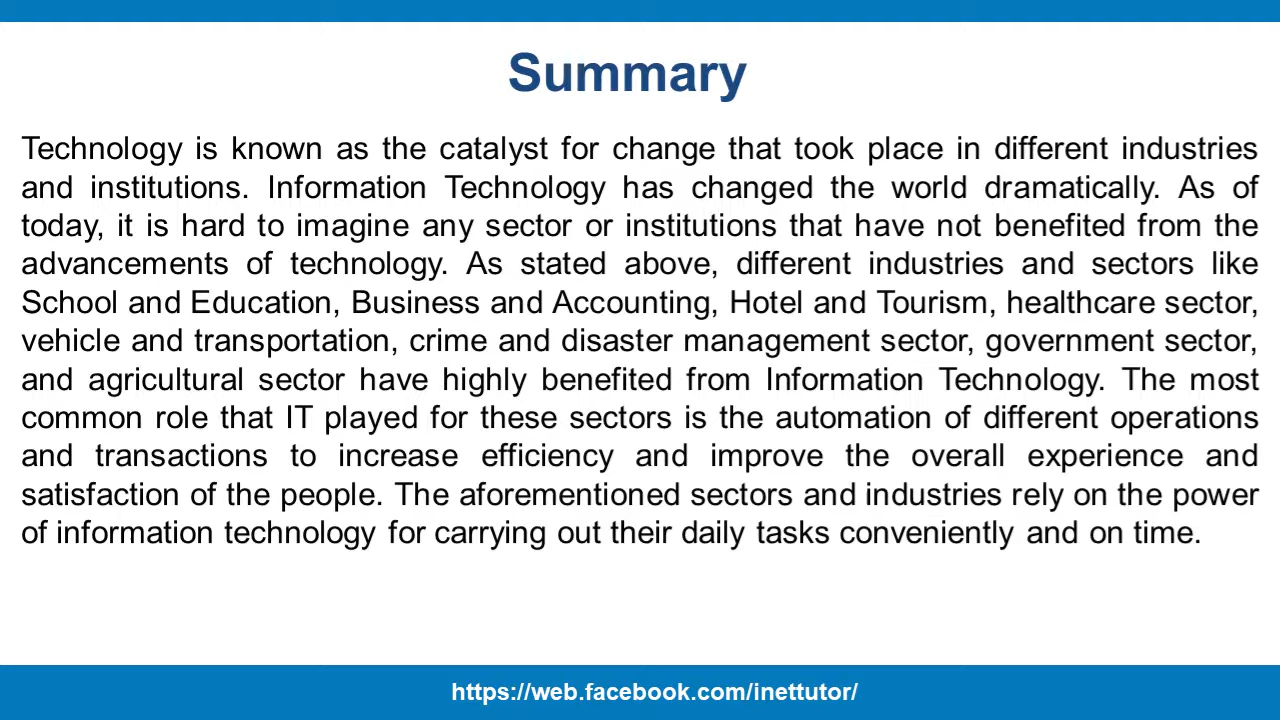 Summary
Technology is known as the catalyst for change that took place in different industries
and institutions. Information Technology has changed the world dramatically. As of
today, it is hard to imagine any sector or institutions that have not benefited from the
advancements of technology. As stated above, different industries and sectors like
School and Education, Business and Accounting, Hotel and Tourism, healthcare sector,
vehicle and transportation, crime and disaster management sector, government sector,
and agricultural sector have highly benefited from Information Technology. The most
common role that IT played for these sectors is the automation of different operations
and transactions to increase efficiency and improve the overall experience and
satisfaction of the people. The aforementioned sectors and industries rely on the power
of information technology for carrying out their daily tasks conveniently and on time.
https://web.facebook.com/inettutor/